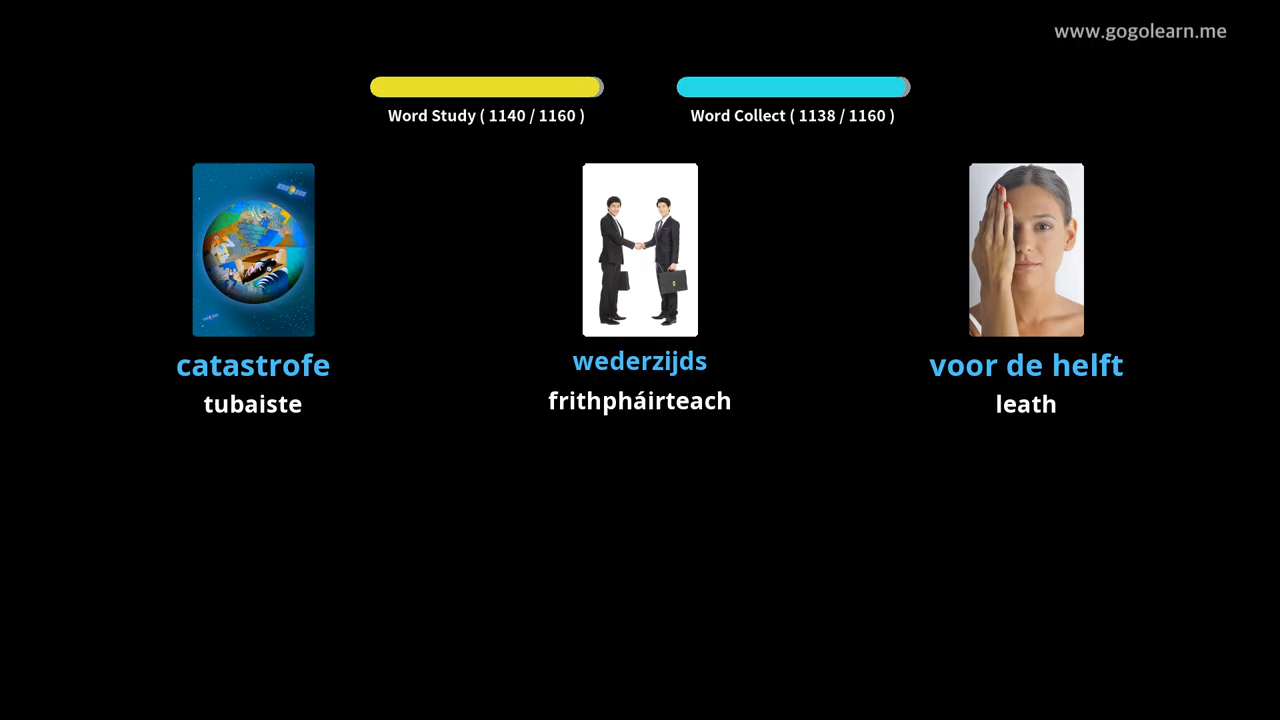 www.gogolearn.me
Word Study ( 1140 / 1160 )
Word Collect ( 1138 / 1160 )
catastrofe
tubaiste
wederzijds
frithpháirteach
voor de helft
leath